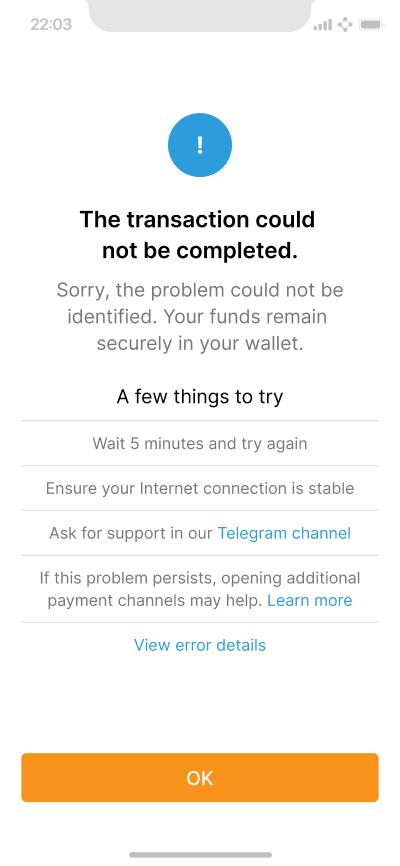 22:03
!
The transaction could
not be completed.
Sorry, the problem could not be
identified. Your funds remain
securely in your wallet.
A few things to try
Wait 5 minutes and try again
Ensure your Internet connection is stable
Ask for support in our Telegram channel
If this problem persists, opening additional
payment channels may help. Learn more
View error details
OK